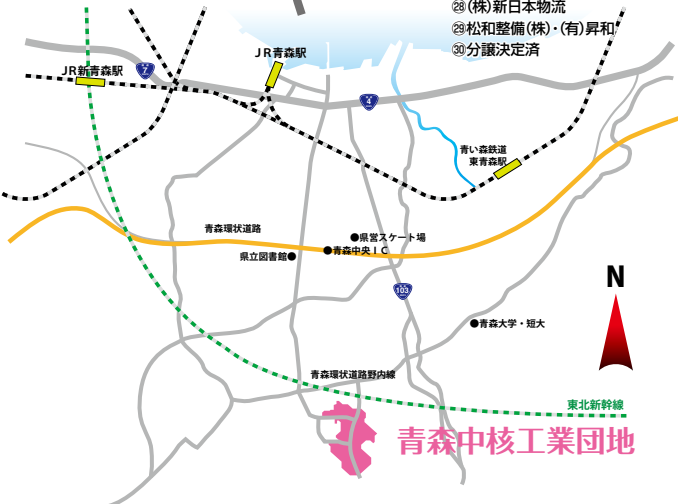 ㉘(株)新日本物流
㉙松和整備(株)・(有)昇和
㉚分譲決定済
JR新青森駅
7
JR青森駅
4
青い森鉄道
東青森駅
青森環状道路
●県営スケート場
●青森中央IC
県立図書館●
103
N
●青森大学・短大
青森環状道路野内線
東北新幹線
青森中核工業団地